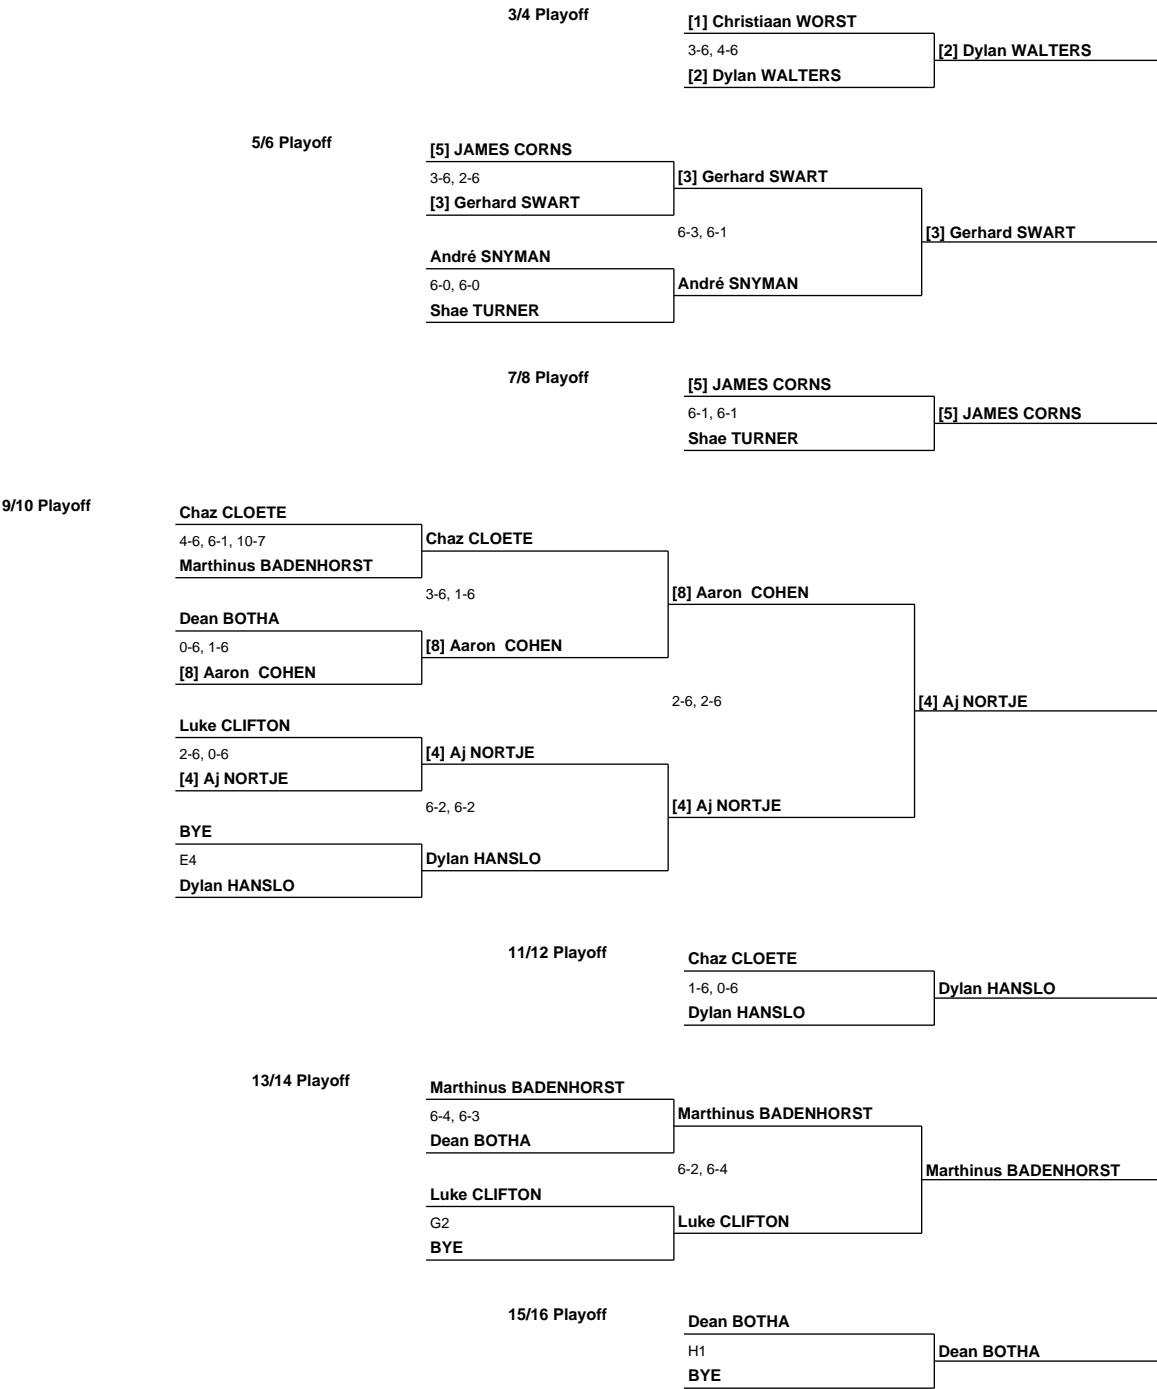 3/4 Playoff
[1] Christiaan WORST
3-6, 4-6
[2] Dylan WALTERS
[2] Dylan WALTERS
5/6 Playoff
[5] JAMES CORNS
3-6, 2-6
[3] Gerhard SWART
[3] Gerhard SWART
6-3, 6-1
[3] Gerhard SWART
André SNYMAN
6-0, 6-0
André SNYMAN
Shae TURNER
7/8 Playoff
[5] JAMES CORNS
6-1, 6-1
[5] JAMES CORNS
Shae TURNER
9/10 Playoff
Chaz CLOETE
4-6, 6-1, 10-7
Chaz CLOETE
Marthinus BADENHORST
3-6, 1-6
[8] Aaron  COHEN
Dean BOTHA
0-6, 1-6
[8] Aaron  COHEN
[8] Aaron  COHEN
2-6, 2-6
[4] Aj NORTJE
Luke CLIFTON
2-6, 0-6
[4] Aj NORTJE
[4] Aj NORTJE
6-2, 6-2
[4] Aj NORTJE
BYE
E4
Dylan HANSLO
Dylan HANSLO
11/12 Playoff
Chaz CLOETE
1-6, 0-6
Dylan HANSLO
Dylan HANSLO
13/14 Playoff
Marthinus BADENHORST
6-4, 6-3
Marthinus BADENHORST
Dean BOTHA
6-2, 6-4
Marthinus BADENHORST
Luke CLIFTON
G2
Luke CLIFTON
BYE
15/16 Playoff
Dean BOTHA
H1
Dean BOTHA
BYE